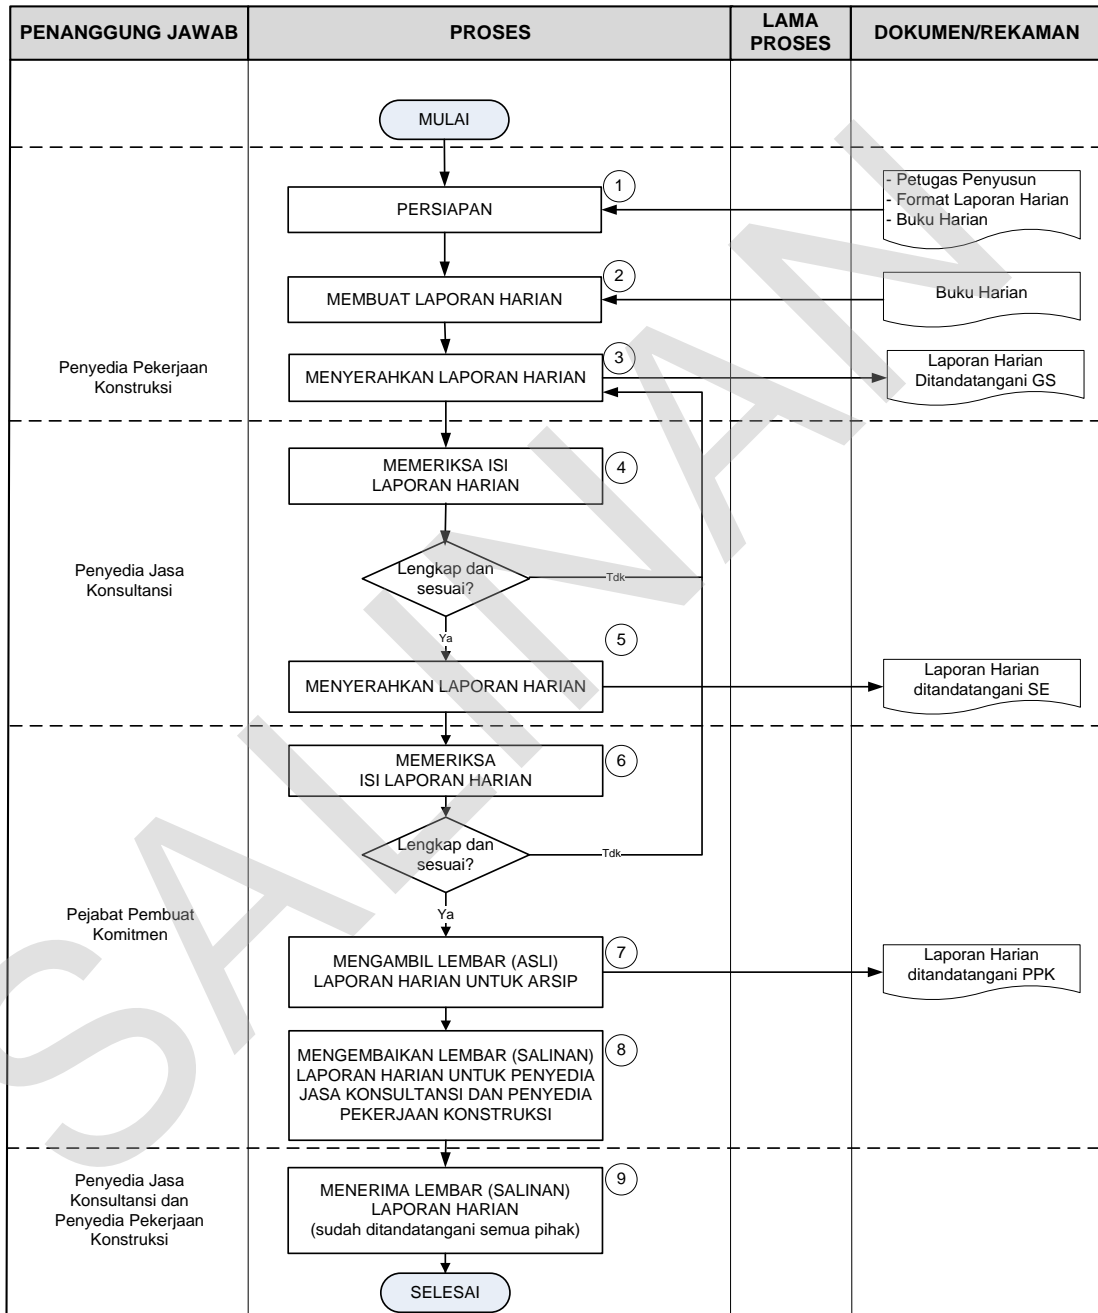 PENANGGUNG JAWAB
PROSES
LAMA
PROSES
DOKUMEN/REKAMAN
MULAI
1
PERSIAPAN
- Petugas Penyusun
- Format Laporan Harian
- Buku Harian
2
MEMBUAT LAPORAN HARIAN
Buku Harian
Penyedia Pekerjaan
Konstruksi
3
MENYERAHKAN LAPORAN HARIAN
Laporan Harian
Ditandatangani GS
4
MEMERIKSA ISI
LAPORAN HARIAN
Penyedia Jasa
Konsultansi
Lengkap dan
sesuai?
Tdk
Ya
5
MENYERAHKAN LAPORAN HARIAN
Laporan Harian
ditandatangani SE
6
MEMERIKSA
ISI LAPORAN HARIAN
Lengkap dan
sesuai?
Tdk
Ya
Pejabat Pembuat
Komitmen
7
MENGAMBIL LEMBAR (ASLI)
LAPORAN HARIAN UNTUK ARSIP
Laporan Harian
ditandatangani PPK
8
MENGEMBAIKAN LEMBAR (SALINAN)
LAPORAN HARIAN UNTUK PENYEDIA
JASA KONSULTANSI DAN PENYEDIA
PEKERJAAN KONSTRUKSI
Penyedia Jasa
Konsultansi dan
Penyedia Pekerjaan
Konstruksi
9
MENERIMA LEMBAR (SALINAN)
LAPORAN HARIAN
(sudah ditandatangani semua pihak)
SELESAI
SALINAN